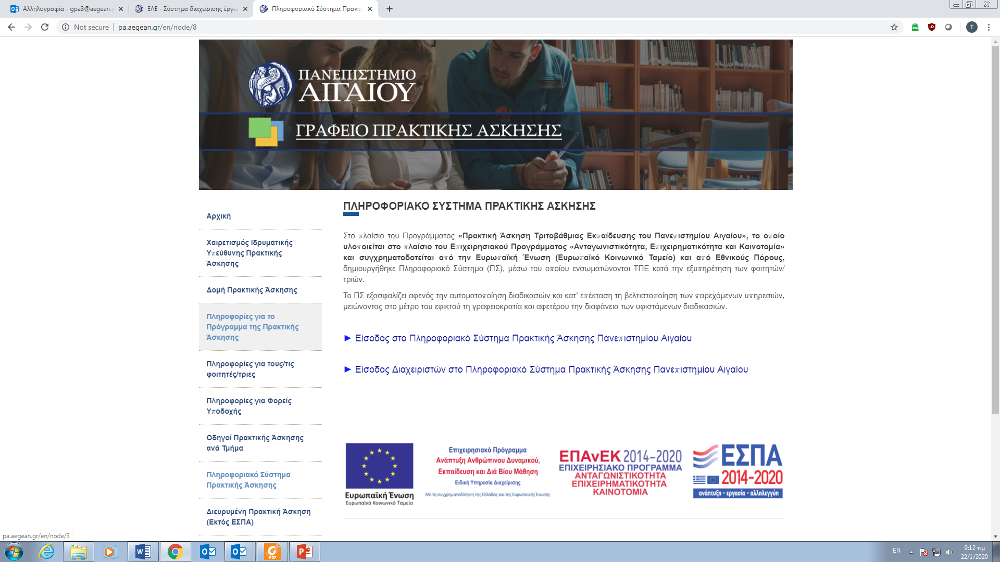 Αλληλογραφία - gpa3@aegean.g
ΕΛΕ - Σύστημα διαχείρισης έργω
Πληροφοριακό Σύστημα Πρακτι
Not secure
pa.aegean.gr/en/node/8
T
ΠΑΝΕΠΙΣΤΗΜΙΟ
ΑΙΓΑΙΟΥ
ΓΡΑΦΕΙΟ ΠΡΑΚΤΙΚΗΣ ΑΣΚΗΣΗΣ
Αρχική
Χαιρετισμός Ιδρυματικής
Υπεύθυνης Πρακτικής
Άσκησης
Δομή Πρακτικής Άσκησης
Πληροφορίες για το
Πρόγραμμα της Πρακτικής
Άσκησης
Πληροφορίες για τους/τις
φοιτητές/τριες
Πληροφορίες για Φορείς
Υποδοχής
Οδηγοί Πρακτικής Άσκησης
ανά Τμήμα
Πληροφοριακό Σύστημα
Πρακτικής Άσκησης
Διευρυμένη Πρακτική Άσκηση
(Εκτός ΕΣΠΑ)
ΠΛΗΡΟΦΟΡΙΑΚΟ ΣΥΣΤΗΜΑ ΠΡΑΚΤΙΚΗΣ ΑΣΚΗΣΗΣ
Στο πλαίσιο του Προγράμματος «Πρακτική Άσκηση Τριτοβάθμιας Εκπαίδευσης του Πανεπιστημίου Αιγαίου», το οποίο
υλοποιείται στο πλαίσιο του Επιχειρησιακού Προγράμματος «Ανταγωνιστικότητα, Επιχειρηματικότητα και Καινοτομία»
και συγχρηματοδοτείται από την Ευρωπαϊκή Ένωση (Ευρωπαϊκό Κοινωνικό Ταμείο) και από Εθνικούς Πόρους,
δημιουργήθηκε Πληροφοριακό Σύστημα (ΠΣ), μέσω του οποίου ενσωματώνονται ΤΠΕ κατά την εξυπηρέτηση των φοιτητών/
τριών.
Το ΠΣ εξασφαλίζει αφενός την αυτοματοποίηση διαδικασιών και κατ’ επέκταση τη βελτιστοποίηση των παρεχόμενων υπηρεσιών,
μειώνοντας στο μέτρο του εφικτού τη γραφειοκρατία και αφετέρου την διαφάνεια των υφιστάμενων διαδικασιών.
► Είσοδος στο Πληροφοριακό Σύστημα Πρακτικής Άσκησης Πανεπιστημίου Αιγαίου
► Είσοδος Διαχειριστών στο Πληροφοριακό Σύστημα Πρακτικής Άσκησης Πανεπιστημίου Αιγαίου
Ευρωπαϊκή Ένωση
Ευρωπαϊκό Κοινωνικό Ταμείο
Επιχειρησιακό Πρόγραμμα
Ανάπτυξη Ανθρώπινου Δυναμικού,
Εκπαίδευση και Διά Βίου Μάθηση
Ειδική Υπηρεσία Διαχείρισης
Με τη συγχρηματοδότηση της Ελλάδας και της Ευρωπαϊκής Ένωσης
ΕΠΑνΕΚ 2014–2020
ΕΠΙΧΕΙΡΗΣΙΑΚΟ ΠΡΟΓΡΑΜΜΑ
ΑΝΤΑΓΩΝΙΣΤΙΚΟΤΗΤΑ
ΕΠΙΧΕΙΡΗΜΑΤΙΚΟΤΗΤΑ
ΚΑΙΝΟΤΟΜΙΑ
ΕΣΠΑ
2014-2020
ανάπτυξη - εργασία - αλληλεγγύη
pa.aegean.gr/en/node/3
PDF
EN
9:12 πμ
22/1/2020